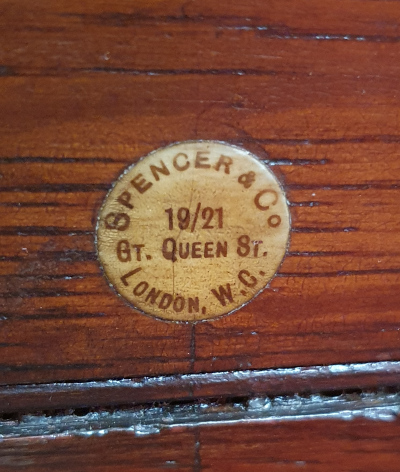 SPENCER & Co
19/21
GT. QUEEN ST.
LONDON, W.C.